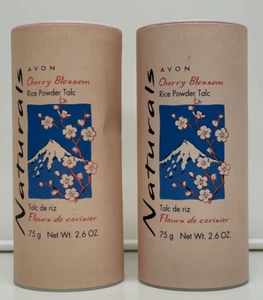 Naturals
AVON
Cherry Blossom
Rice Powder Talc
Talc de riz
Fleurs de cerisier
75 g Net Wt. 2.6 OZ.
Naturals
AVON
Cherry Blossom
Rice Powder Talc
Talc de riz
Fleurs de cerisier
75 g Net Wt. 2.6 OZ.